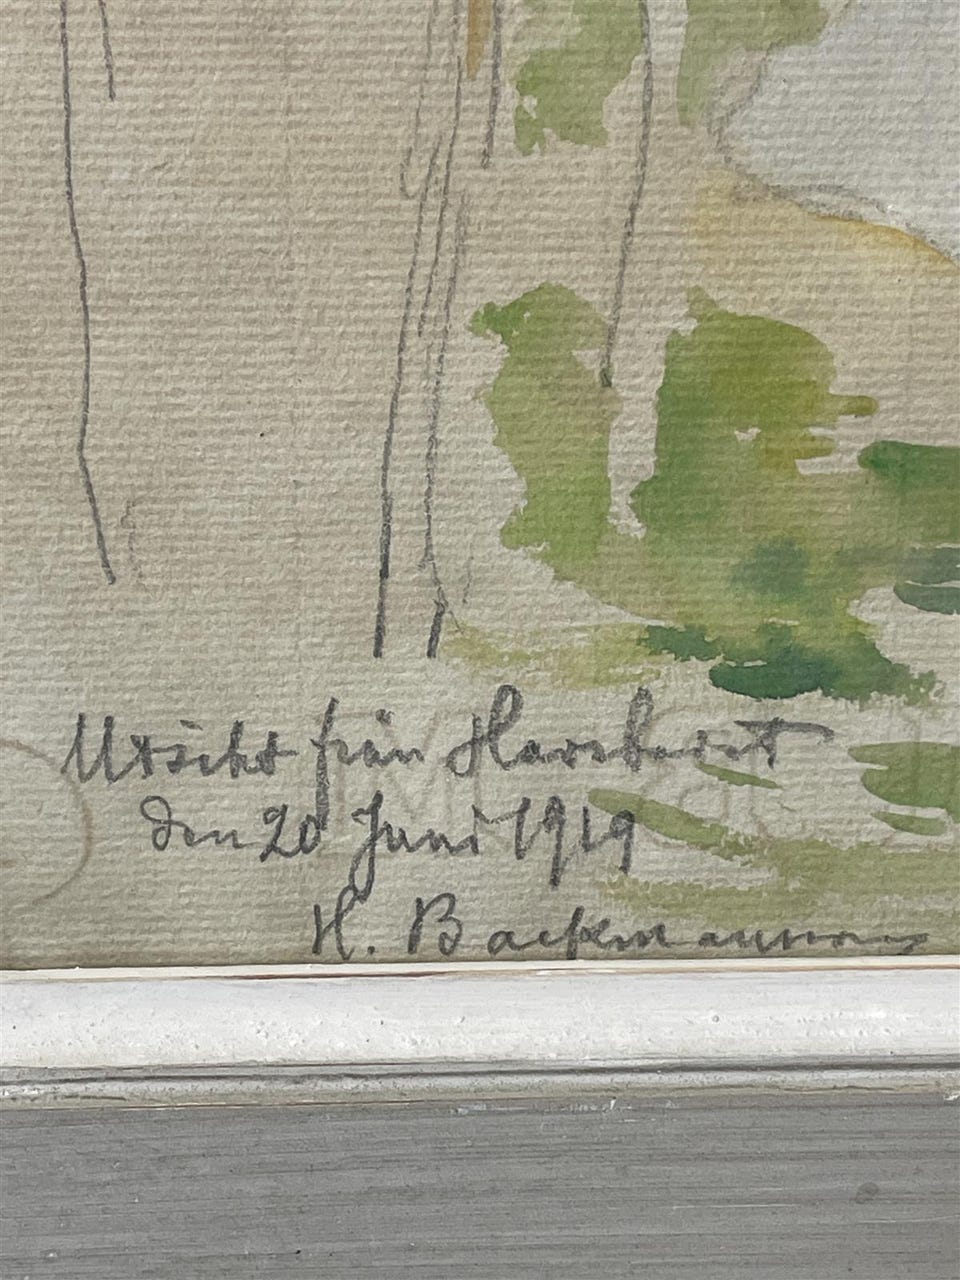 Utsikt från
den 20 Juni 1919
H. Backmansson